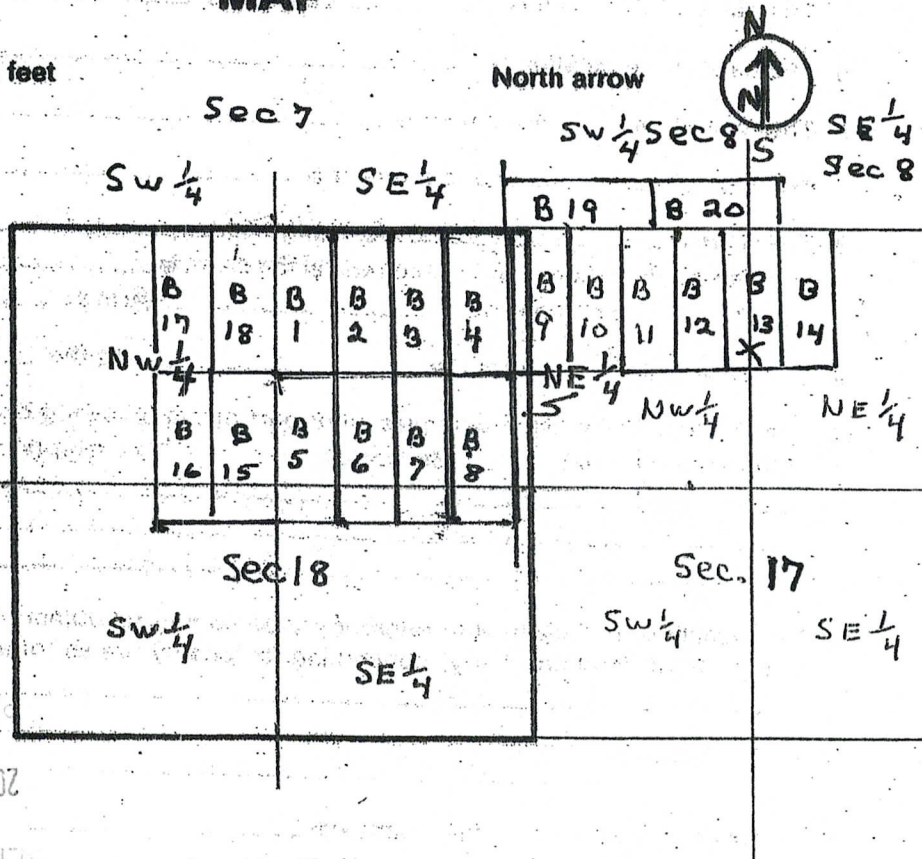 MAP
feet
North arrow
N
N
S
Sec 7
SW 1/4 Sec 8
SE 1/4
Sec 8
SW 1/4
SE 1/4
B 19
B 20
B 17
B 18
B 1
B 2
B 3
B 4
B 9
B 10
B 11
B 12
B 13
X
B 14
NW 1/4
NE 1/4
NW 1/4
NE 1/4
B 16
B 15
B 5
B 6
B 7
B 8
Sec 18
Sec. 17
SW 1/4
SE 1/4
SW 1/4
SE 1/4